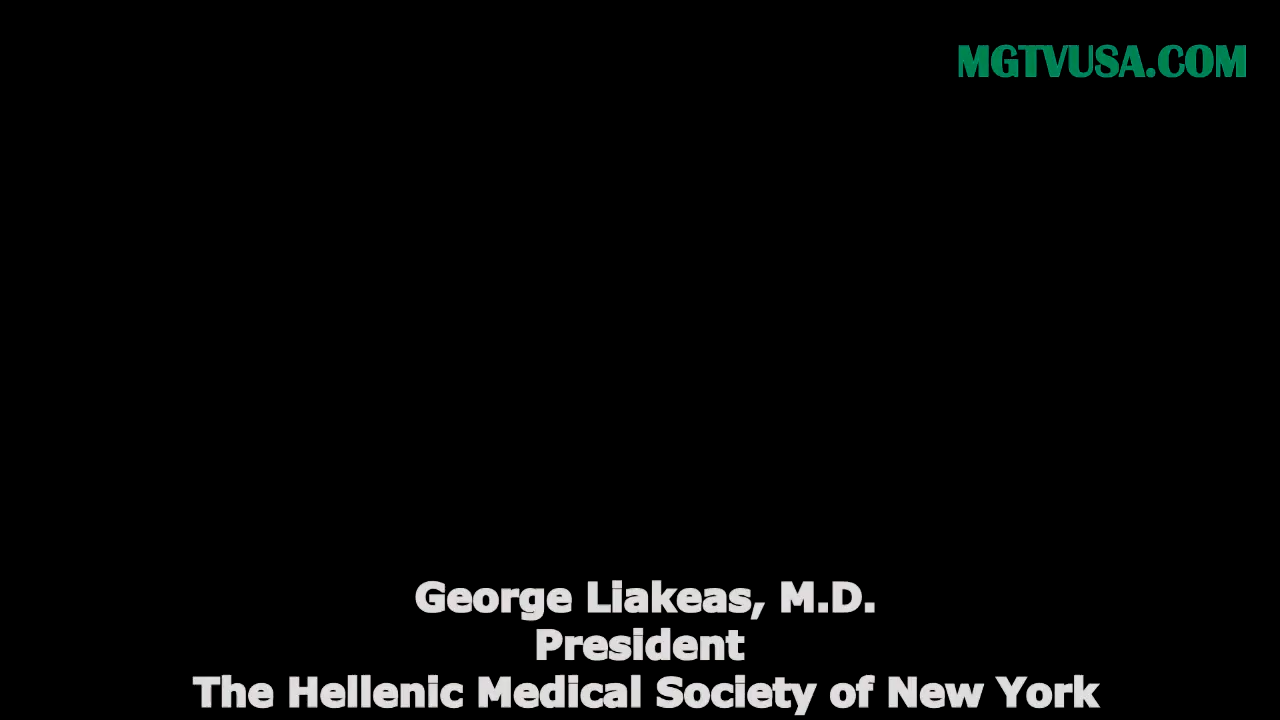 MGTVUSA.COM
George Liakeas, M.D.
President
The Hellenic Medical Society of New York